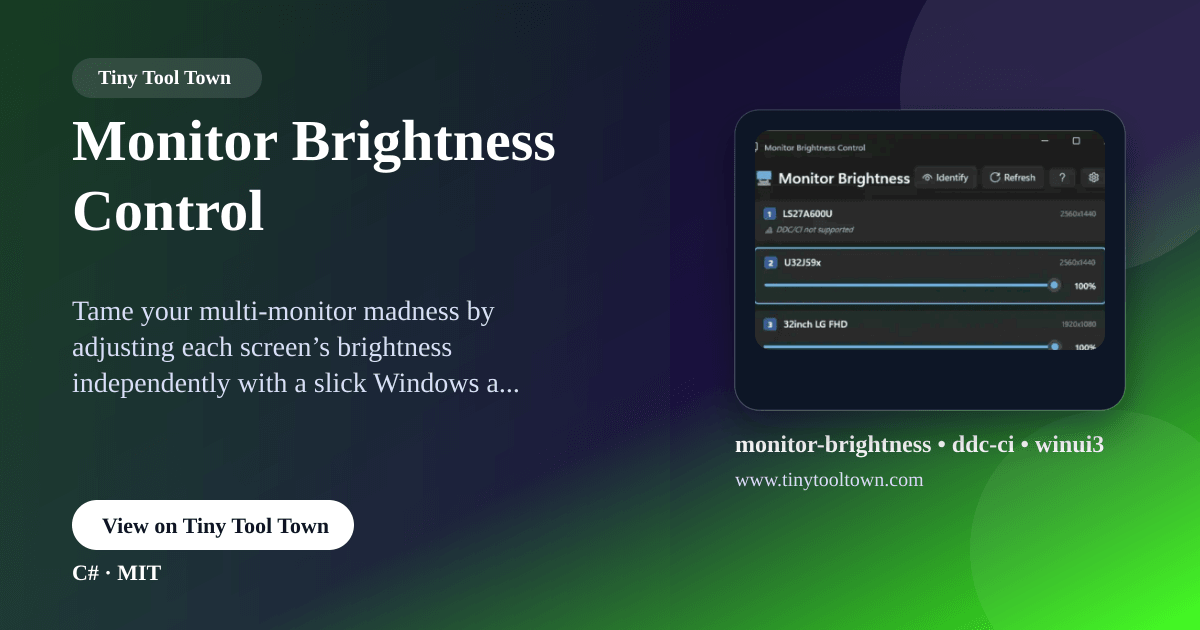 Tiny Tool Town
Monitor Brightness
Control
Tame your multi-monitor madness by
adjusting each screen’s brightness
independently with a slick Windows a...
View on Tiny Tool Town
C# · MIT
Monitor Brightness Control
Monitor Brightness
Identify
Refresh
?
1 LS27A600U 2560x1440
DDC/CI not supported
2 U32J59x 2560x1440
100%
3 32inch LG FHD 1920x1080
100%
monitor-brightness • ddc-ci • winui3
www.tinytooltown.com